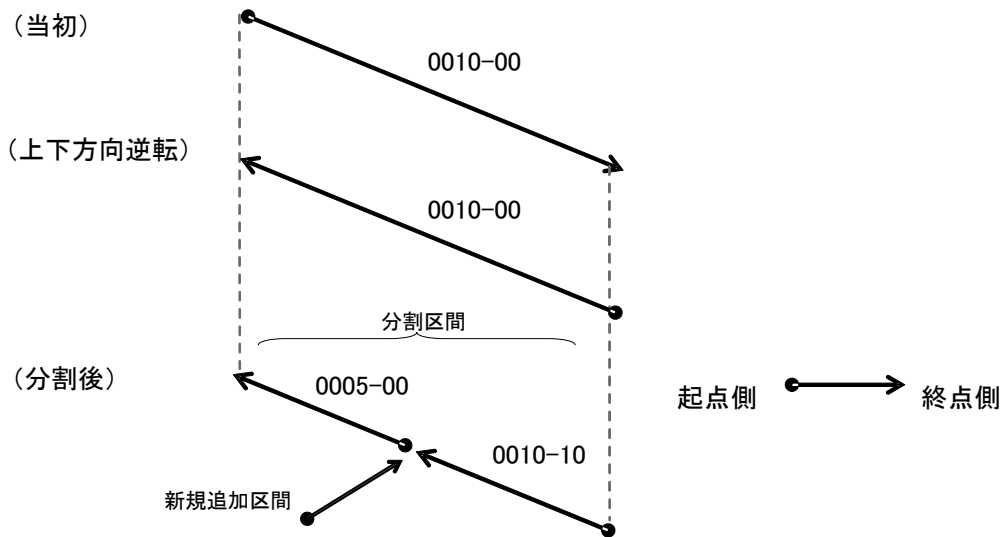 (当初)
0010-00
(上下方向逆転)
0010-00
分割区間
(分割後)
0005-00
起点側
終点側
0010-10
新規追加区間